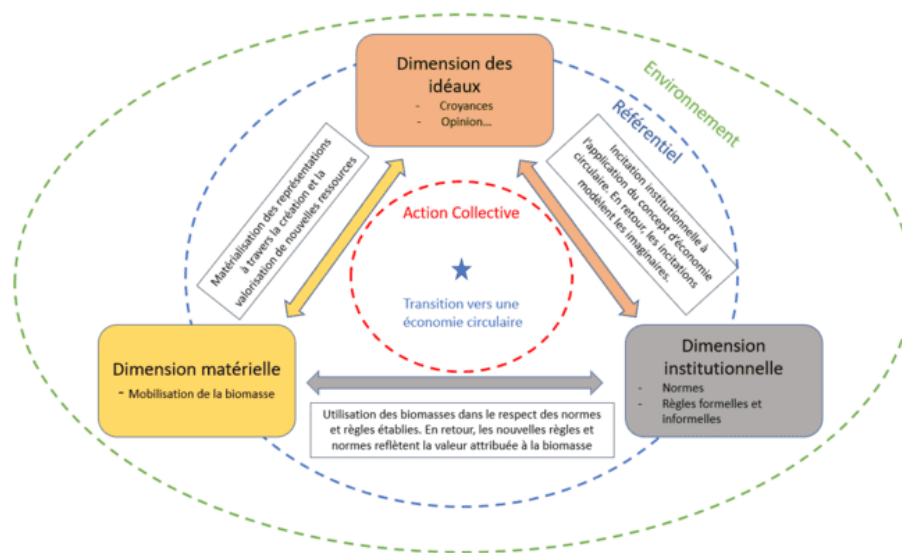 Dimension des
idéaux
- Croyances
- Opinion...
Environnement
Référentiel
Matérialisation des représentations
à travers la création et la
valorisation de nouvelles ressources
Incitation institutionnelle à
l'application du concept d'économie
circulaire. En retour, les incitations
modèlent les imaginaires.
Action Collective
Transition vers une
économie circulaire
Dimension matérielle
- Mobilisation de la biomasse
Dimension
institutionnelle
- Normes
- Règles formelles et
informelles
Utilisation des biomasses dans le respect des normes
et règles établies. En retour, les nouvelles règles et
normes reflètent la valeur attribuée à la biomasse